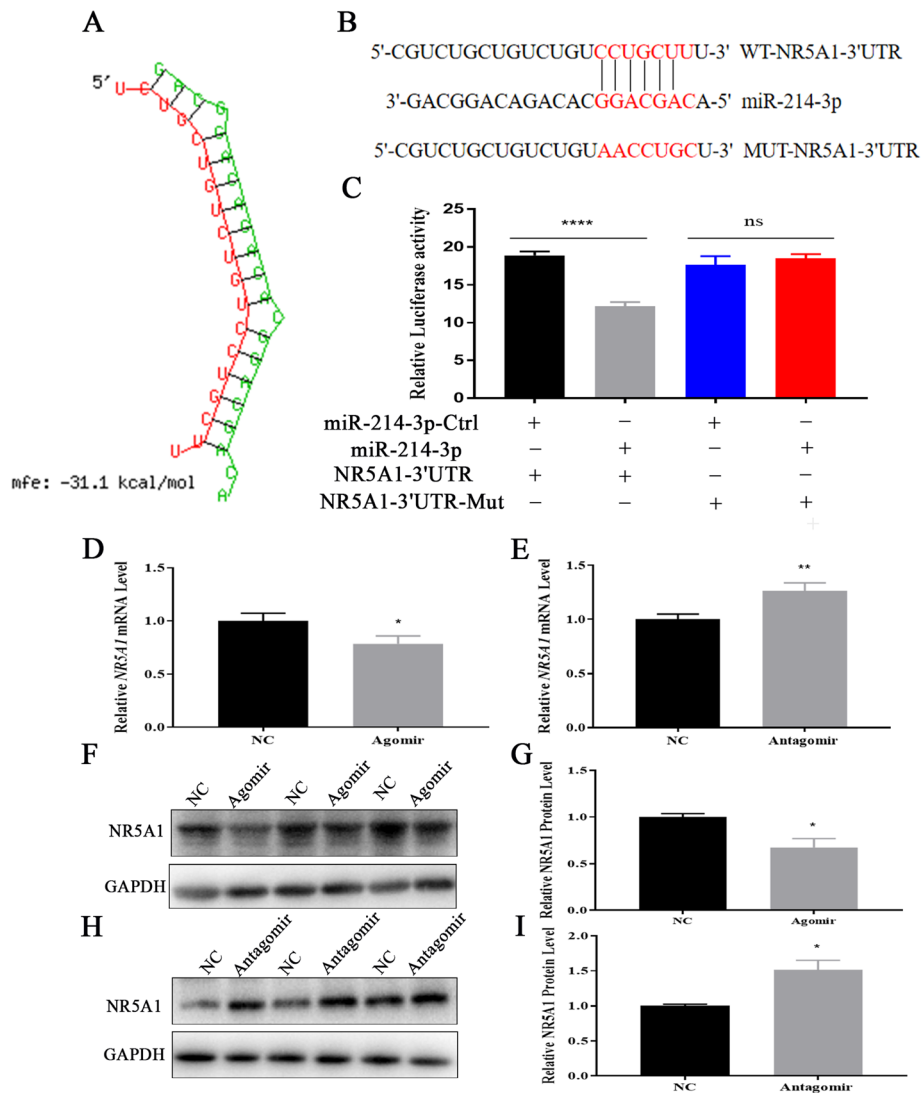 A
5'
U C U G C U G U C U G U C C U G C U U
G A C G G A C A G A C A C G G A C G A C A
mfe: -31.1 kcal/mol
B
5'-CGUCUGCUGUCUGUCCUGCUUU-3' WT-NR5A1-3'UTR
3'-GACGGACAGACACGGACGACA-5' miR-214-3p
5'-CGUCUGCUGUCUGUAACCUGCU-3' MUT-NR5A1-3'UTR
C
Relative Luciferase activity
25
20
15
10
5
0
**** ns
miR-214-3p-Ctrl + − + −
miR-214-3p − + − +
NR5A1-3'UTR + + − −
NR5A1-3'UTR-Mut − − + +
+
D
Relative NR5A1 mRNA Level
1.5
1.0
0.5
0.0
*
NC Agomir
E
Relative NR5A1 mRNA Level
1.5
1.0
0.5
0.0
**
NC Antagomir
F
NC Agomir NC Agomir NC Agomir
NR5A1
GAPDH
G
Relative NR5A1 Protein Level
1.5
1.0
0.5
0.0
*
NC Agomir
H
NC Antagomir NC Antagomir NC Antagomir
NR5A1
GAPDH
I
Relative NR5A1 Protein Level
2.0
1.5
1.0
0.5
0.0
*
NC Antagomir